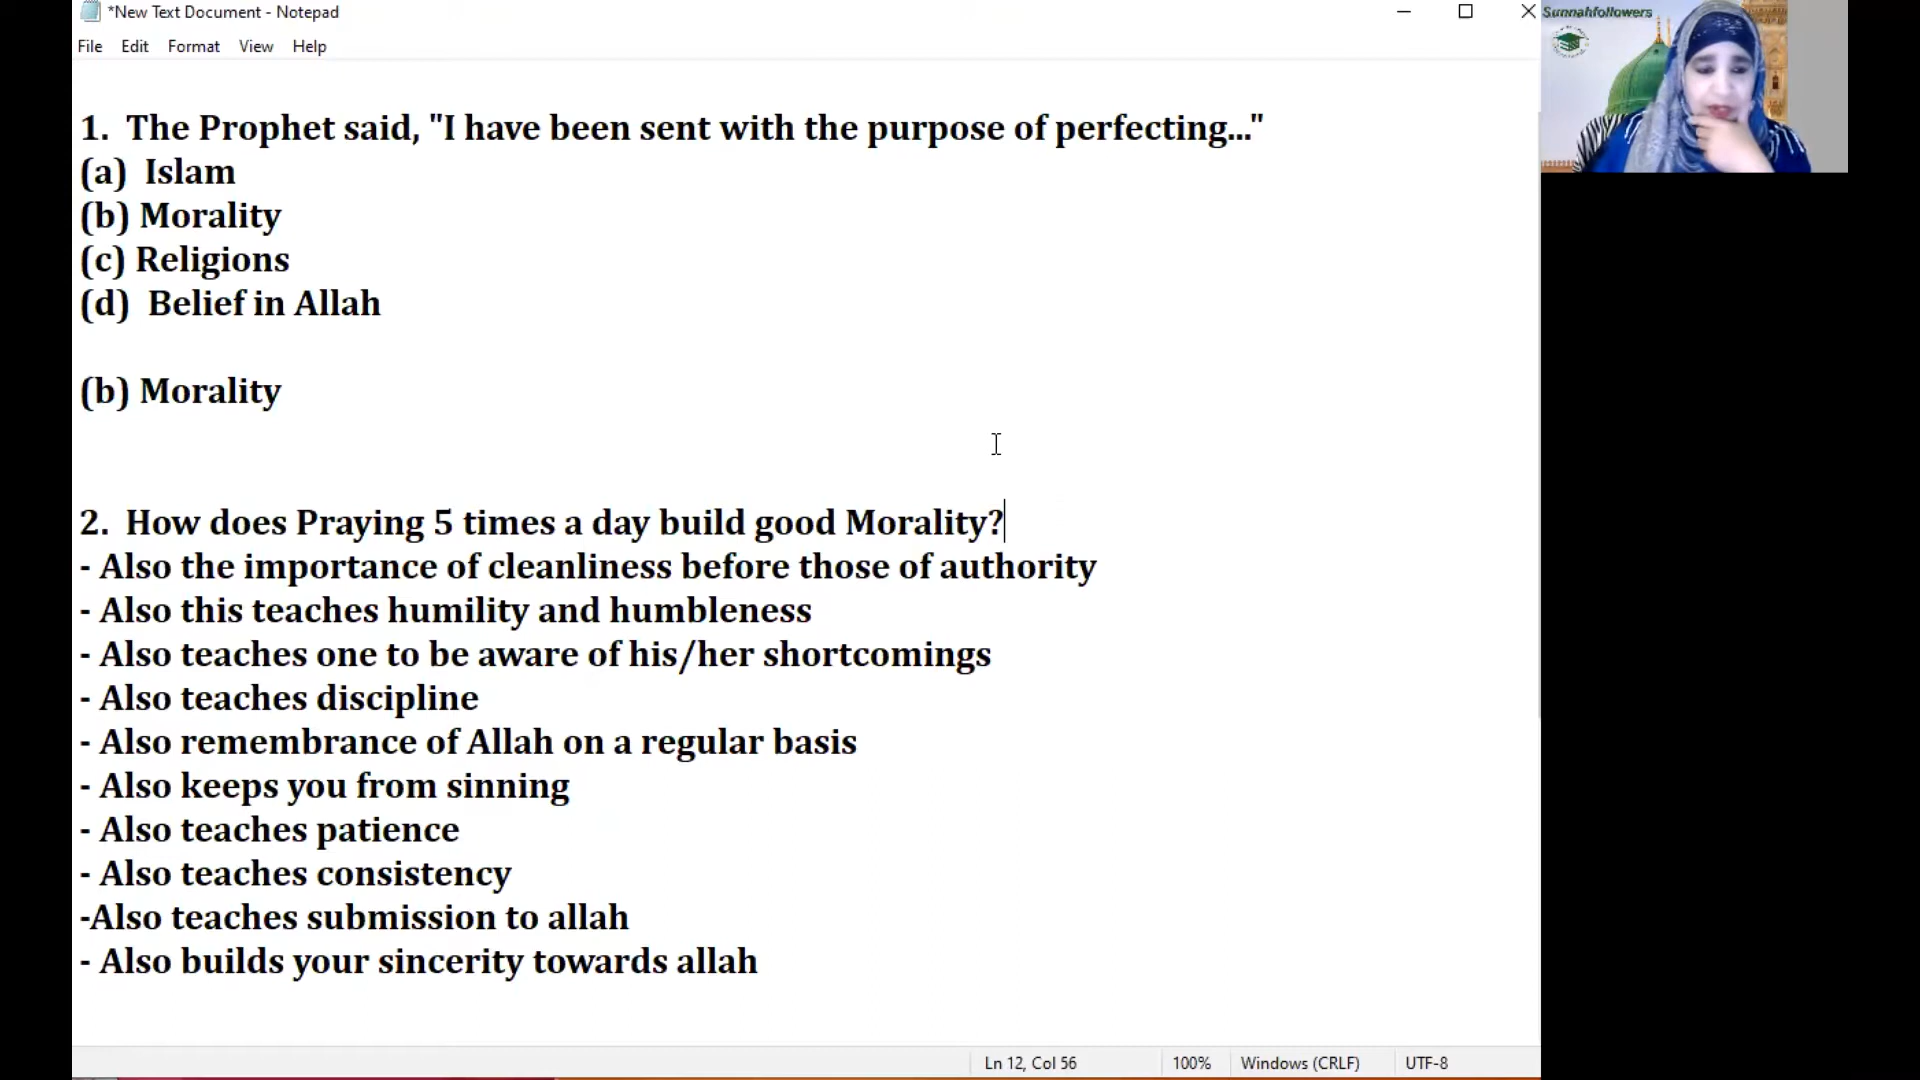 *New Text Document - Notepad
File Edit Format View Help
1. The Prophet said, "I have been sent with the purpose of perfecting..."
(a) Islam
(b) Morality
(c) Religions
(d) Belief in Allah
(b) Morality
2. How does Praying 5 times a day build good Morality?
- Also the importance of cleanliness before those of authority
- Also this teaches humility and humbleness
- Also teaches one to be aware of his/her shortcomings
- Also teaches discipline
- Also remembrance of Allah on a regular basis
- Also keeps you from sinning
- Also teaches patience
- Also teaches consistency
-Also teaches submission to allah
- Also builds your sincerity towards allah
Ln 12, Col 56 100% Windows (CRLF) UTF-8
Sunnahfollowers